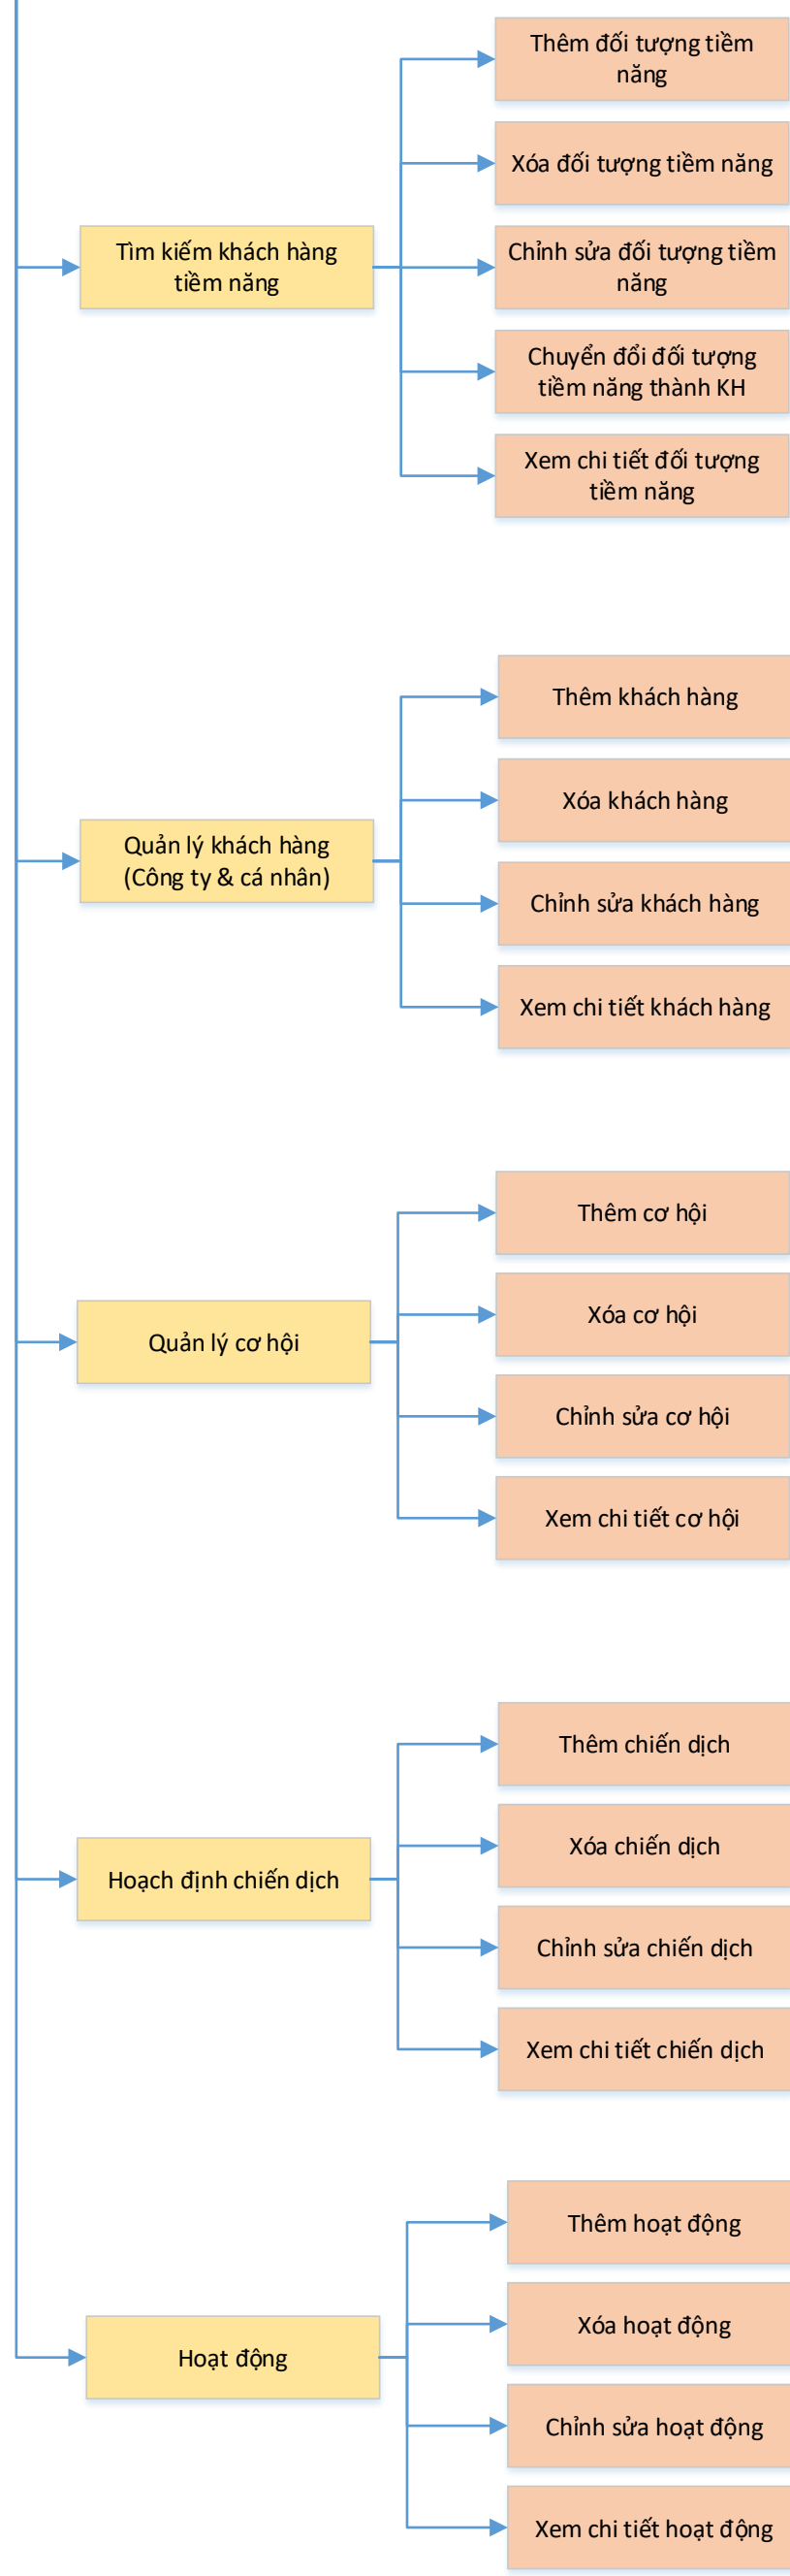 Tìm kiếm khách hàng
tiềm năng
Thêm đối tượng tiềm
năng
Xóa đối tượng tiềm năng
Chỉnh sửa đối tượng tiềm
năng
Chuyển đổi đối tượng
tiềm năng thành KH
Xem chi tiết đối tượng
tiềm năng
Quản lý khách hàng
(Công ty & cá nhân)
Thêm khách hàng
Xóa khách hàng
Chỉnh sửa khách hàng
Xem chi tiết khách hàng
Quản lý cơ hội
Thêm cơ hội
Xóa cơ hội
Chỉnh sửa cơ hội
Xem chi tiết cơ hội
Hoạch định chiến dịch
Thêm chiến dịch
Xóa chiến dịch
Chỉnh sửa chiến dịch
Xem chi tiết chiến dịch
Hoạt động
Thêm hoạt động
Xóa hoạt động
Chỉnh sửa hoạt động
Xem chi tiết hoạt động